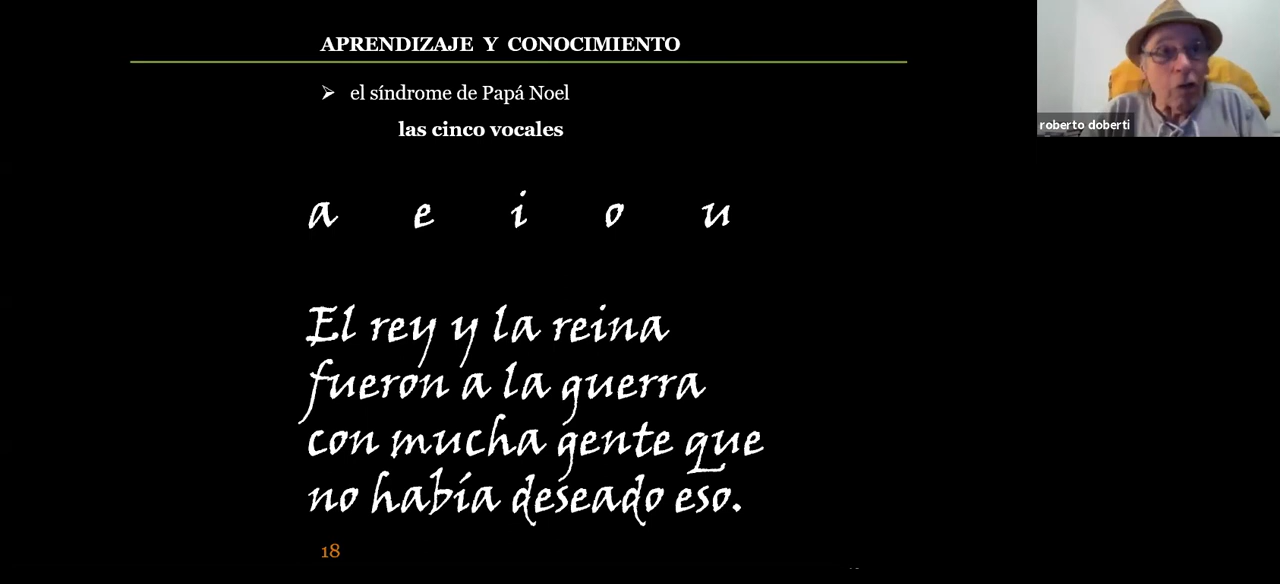 APRENDIZAJE Y CONOCIMIENTO
el síndrome de Papá Noel
las cinco vocales
a e i o u
El rey y la reina
fueron a la guerra
con mucha gente que
no había deseado eso.
18
roberto doberti